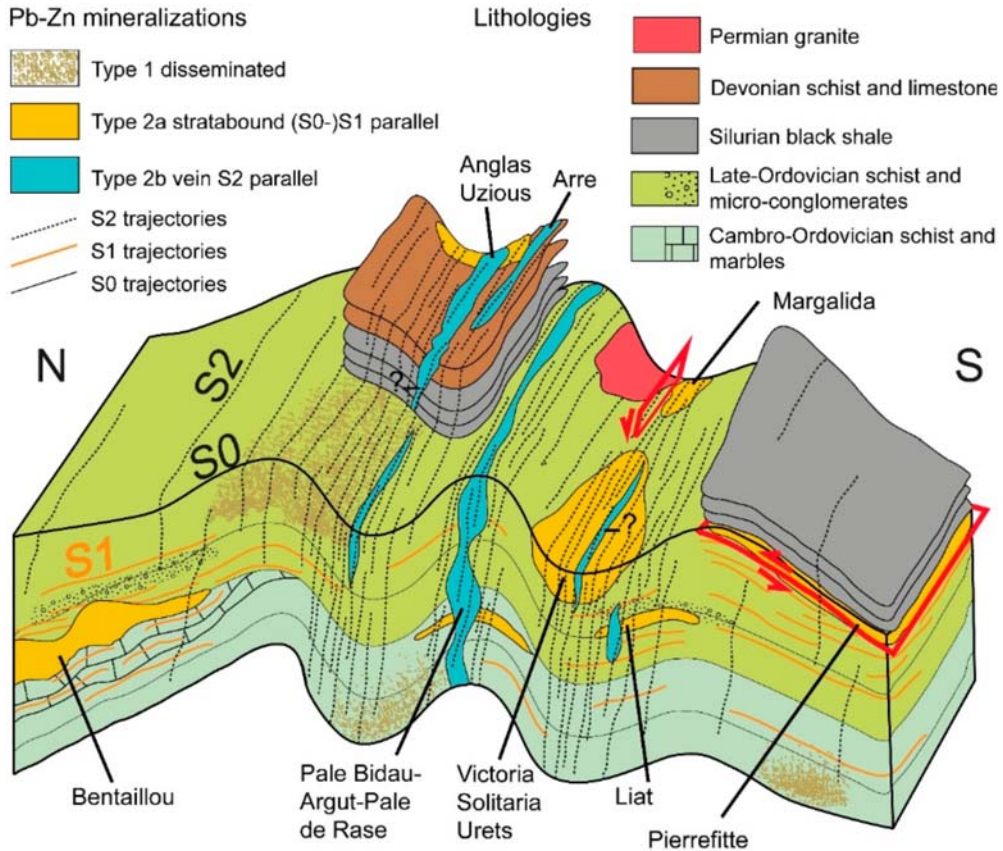 Pb-Zn mineralizations
Type 1 disseminated
Type 2a stratabound (S0-)S1 parallel
Type 2b vein S2 parallel
S2 trajectories
S1 trajectories
S0 trajectories
Lithologies
Permian granite
Devonian schist and limestone
Silurian black shale
Late-Ordovician schist and
micro-conglomerates
Cambro-Ordovician schist and
marbles
Anglas
Uzious
Arre
Margalida
N
S
S2
S0
S1
?
?
Bentaillou
Pale Bidau-
Argut-Pale
de Rase
Victoria
Solitaria
Urets
Liat
Pierrefitte